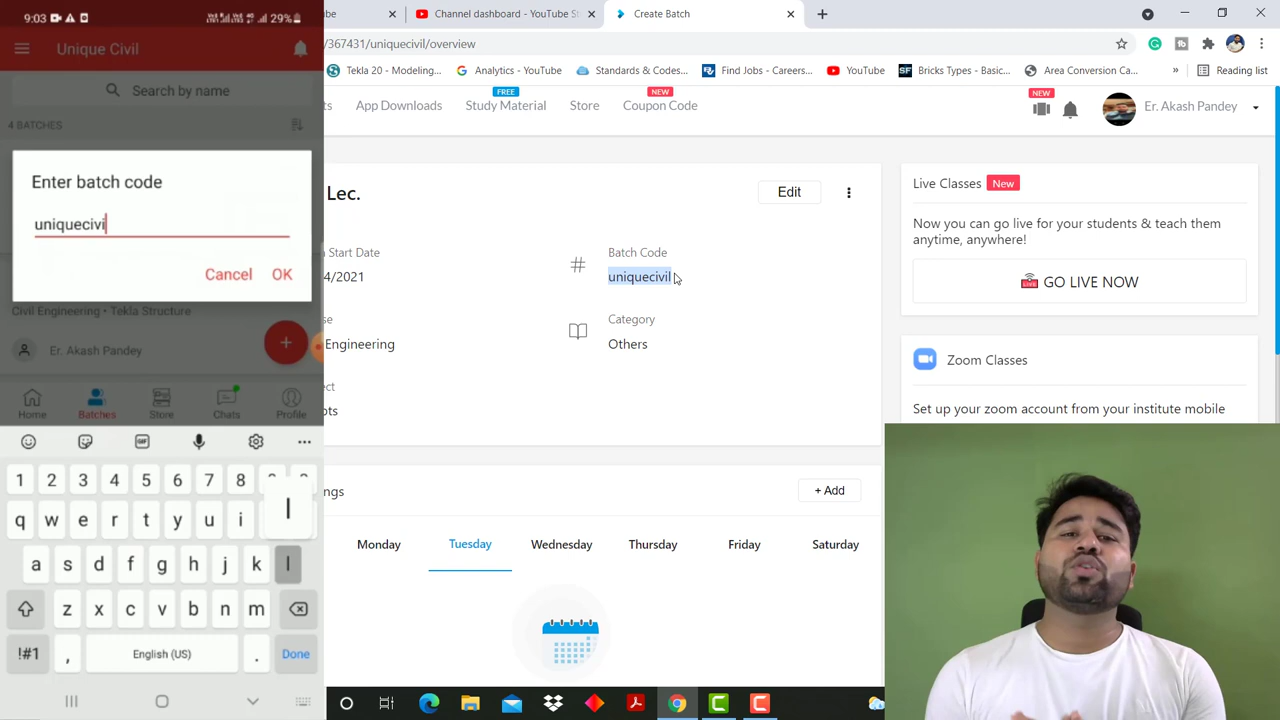 9:03
29%
Unique Civil
Search by name
4 BATCHES
Enter batch code
uniquecivi
Cancel
OK
Civil Engineering • Tekla Structure
Er. Akash Pandey
Home
Batches
Store
Chats
Profile
GIF
1 2 3 4 5 6 7 8
q w e r t y u i
l
a s d f g h j k l
z x c v b n m
!#1 , English (US) . Done
Channel dashboard - YouTube St
Create Batch
/367431/uniquecivil/overview
Tekla 20 - Modeling...
Analytics - YouTube
Standards & Codes...
Find Jobs - Careers...
YouTube
SF Bricks Types - Basic...
Area Conversion Ca...
»
Reading list
FREE
NEW
NEW
App Downloads
Study Material
Store
Coupon Code
Er. Akash Pandey
Lec.
Edit
Start Date
4/2021
Batch Code
# uniquecivil
Engineering
Category
Others
Live Classes New
Now you can go live for your students & teach them
anytime, anywhere!
LIVE GO LIVE NOW
Zoom Classes
Set up your zoom account from your institute mobile
+ Add
Monday
Tuesday
Wednesday
Thursday
Friday
Saturday